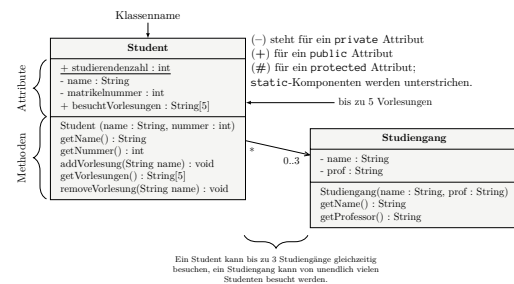 Klassenname
Student
+ studierendenzahl : int
- name : String
- matrikelnummer : int
+ besuchtVorlesungen : String[5]
Student (name : String, nummer : int)
getName() : String
getNummer() : int
addVorlesung(String name) : void
getVorlesungen() : String[5]
removeVorlesung(String name) : void
Attribute
Methoden
(–) steht für ein private Attribut
(+) für ein public Attribut
(#) für ein protected Attribut;
static-Komponenten werden unterstrichen.
bis zu 5 Vorlesungen
*
0..3
Studiengang
- name : String
- prof : String
Studiengang(name : String, prof : String)
getName() : String
getProfessor() : String
Ein Student kann bis zu 3 Studiengänge gleichzeitig
besuchen, ein Studiengang kann von unendlich vielen
Studenten besucht werden.